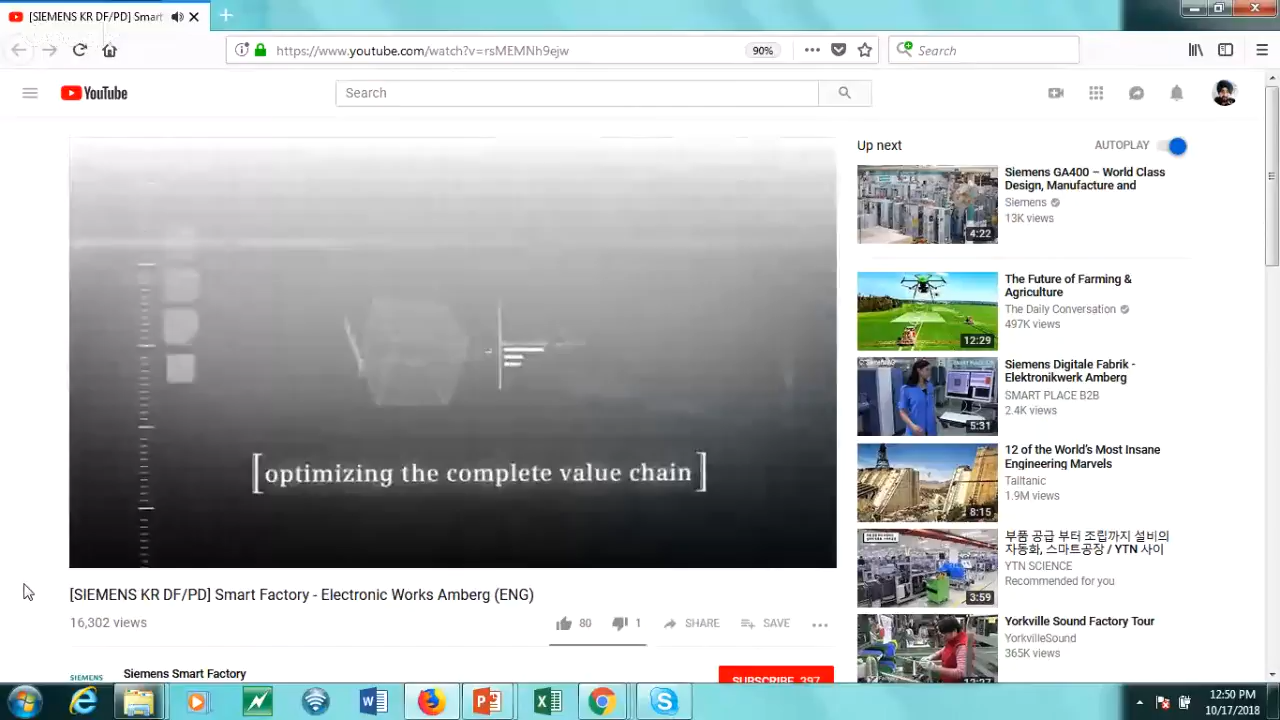 [SIEMENS KR DF/PD] Smart
https://www.youtube.com/watch?v=rsMEMNh9ejw
90%
Search
YouTube
Search
[optimizing the complete value chain]
[SIEMENS KR DF/PD] Smart Factory - Electronic Works Amberg (ENG)
16,302 views
80
1
SHARE
SAVE
SIEMENS
Siemens Smart Factory
SUBSCRIBE 397
Up next
AUTOPLAY
Siemens GA400 – World Class
Design, Manufacture and
Siemens
13K views
4:22
The Future of Farming &
Agriculture
The Daily Conversation
497K views
12:29
Siemens Digitale Fabrik -
Elektronikwerk Amberg
SMART PLACE B2B
2.4K views
5:31
12 of the World's Most Insane
Engineering Marvels
Talltanic
1.9M views
8:15
부품 공급 부터 조립까지 설비의
자동화, 스마트공장 / YTN 사이
YTN SCIENCE
Recommended for you
3:59
Yorkville Sound Factory Tour
YorkvilleSound
365K views
12:27
12:50 PM
10/17/2018